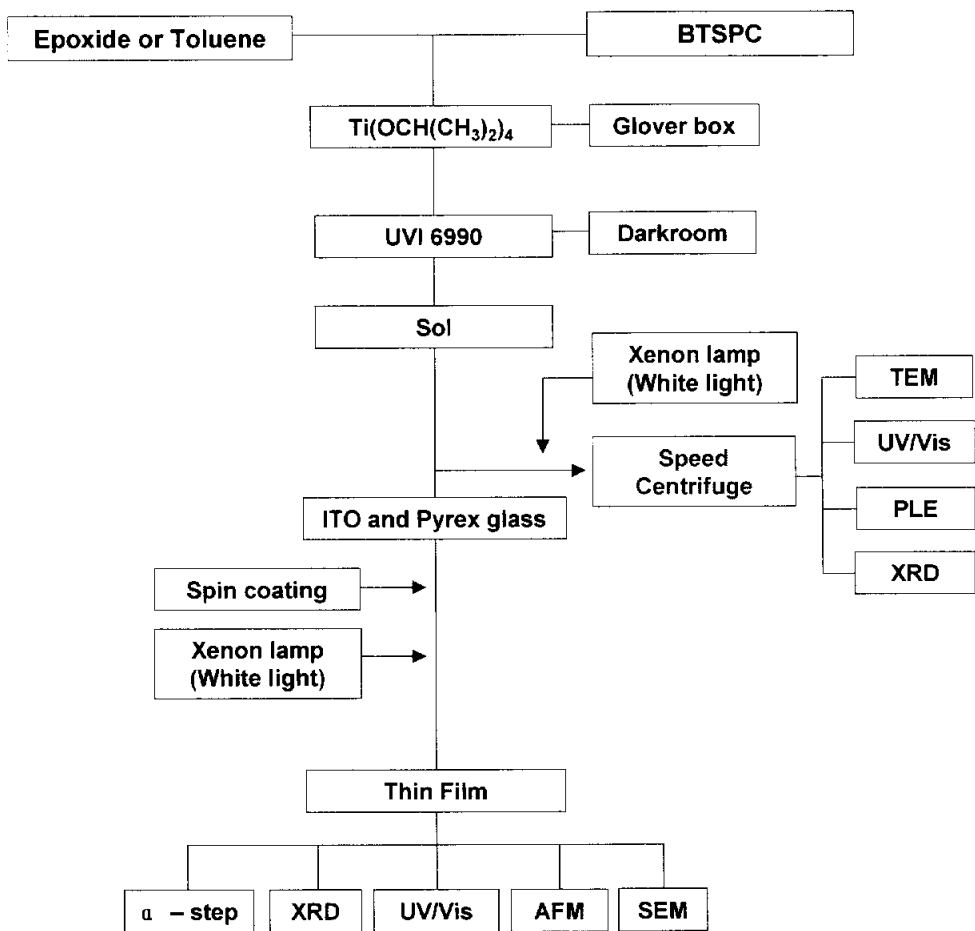 Epoxide or Toluene
BTSPC
Ti(OCH(CH₃)₂)₄
Glover box
UVI 6990
Darkroom
Sol
Xenon lamp
(White light)
TEM
UV/Vis
Speed
Centrifuge
PLE
ITO and Pyrex glass
XRD
Spin coating
Xenon lamp
(White light)
Thin Film
α – step
XRD
UV/Vis
AFM
SEM